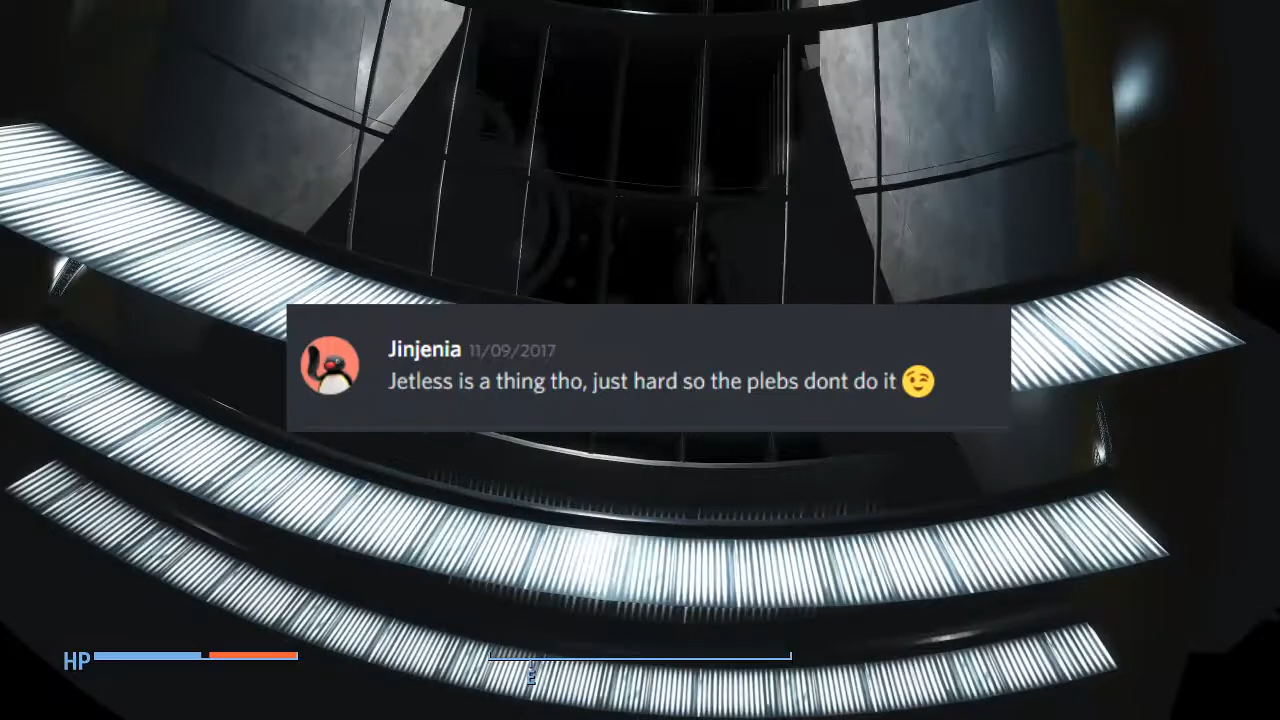 Jinjenia 11/09/2017
Jetless is a thing tho, just hard so the plebs dont do it 😉
HP